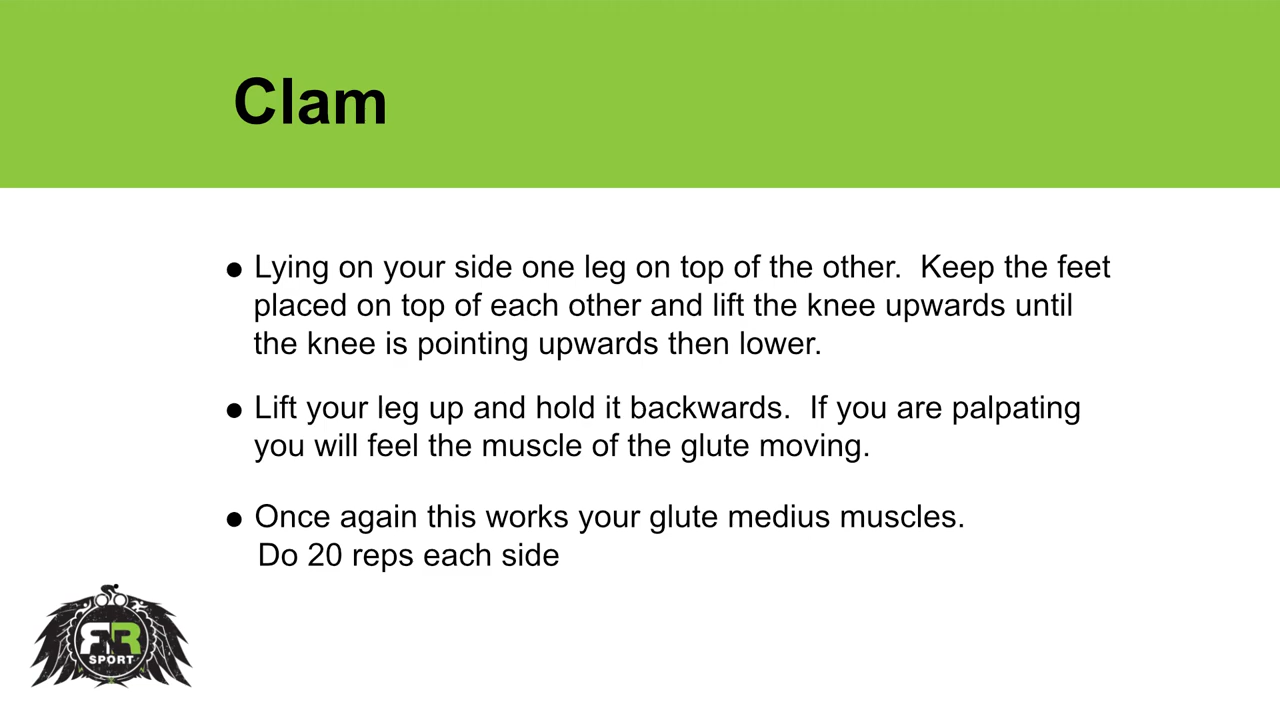 Clam
● Lying on your side one leg on top of the other.  Keep the feet
placed on top of each other and lift the knee upwards until
the knee is pointing upwards then lower.
● Lift your leg up and hold it backwards.  If you are palpating
you will feel the muscle of the glute moving.
● Once again this works your glute medius muscles.
Do 20 reps each side
RNR
SPORT